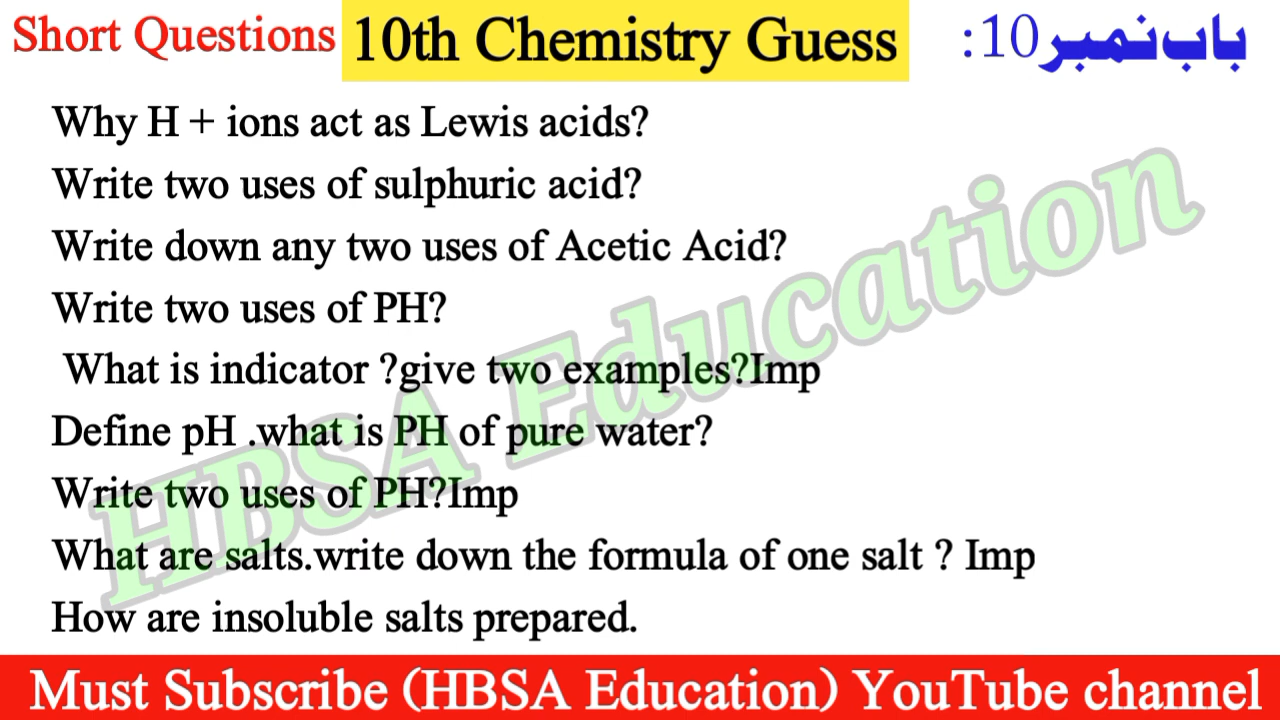 Short Questions 10th Chemistry Guess باب نمبر 10:
Why H + ions act as Lewis acids?
Write two uses of sulphuric acid?
Write down any two uses of Acetic Acid?
Write two uses of PH?
What is indicator ?give two examples?Imp
Define pH .what is PH of pure water?
Write two uses of PH?Imp
What are salts.write down the formula of one salt ? Imp
How are insoluble salts prepared.
HBSA Education
Must Subscribe (HBSA Education) YouTube channel